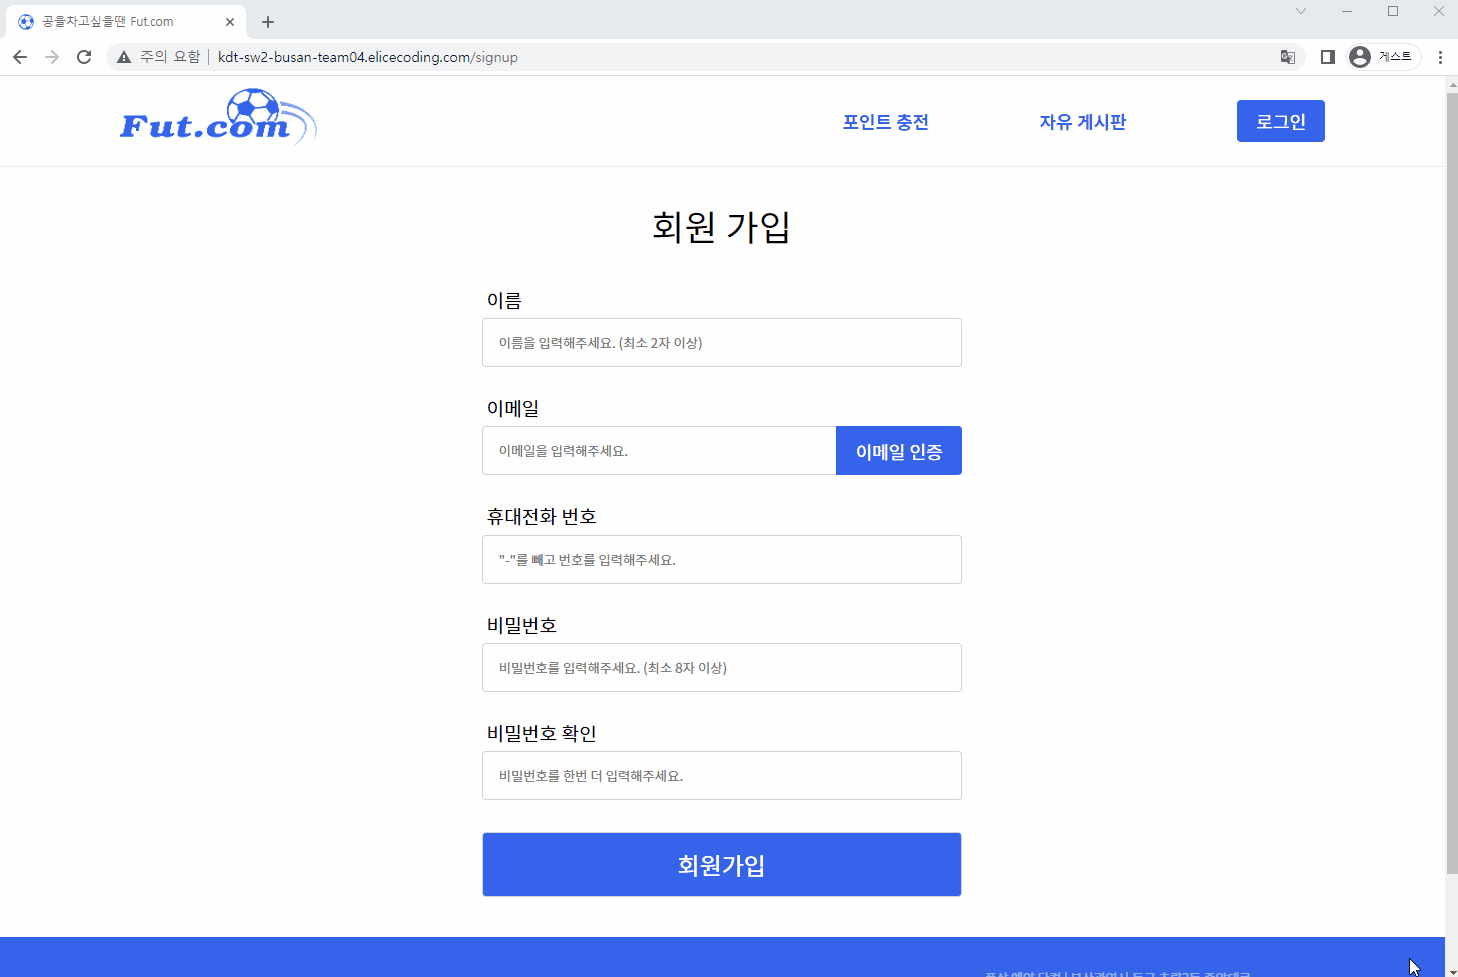 공을차고싶을땐 Fut.com
주의 요함 kdt-sw2-busan-team04.elicecoding.com/signup 게스트
Fut.com 포인트 충전 자유 게시판 로그인
회원 가입
이름
이름을 입력해주세요. (최소 2자 이상)
이메일
이메일을 입력해주세요. 이메일 인증
휴대전화 번호
"-"를 빼고 번호를 입력해주세요.
비밀번호
비밀번호를 입력해주세요. (최소 8자 이상)
비밀번호 확인
비밀번호를 한번 더 입력해주세요.
회원가입